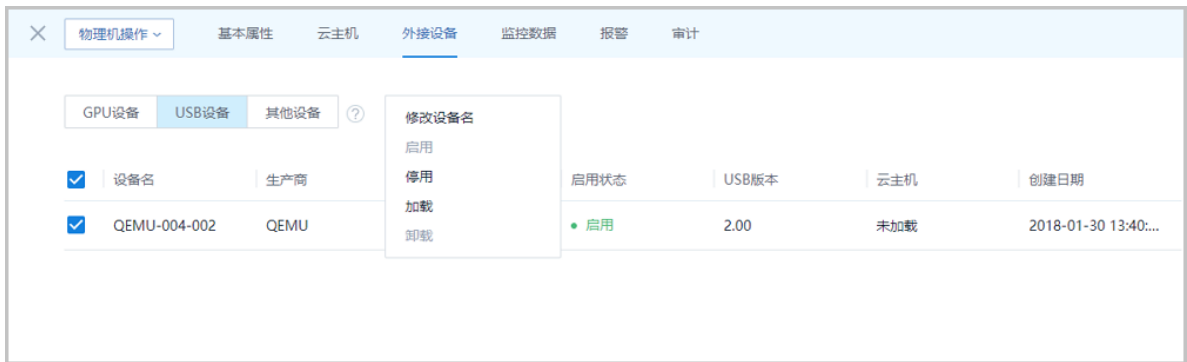 物理机操作 基本属性 云主机 外接设备 监控数据 报警 审计
GPU设备 USB设备 其他设备 ?
修改设备名
启用
停用
加载
卸载
设备名 生产商 启用状态 USB版本 云主机 创建日期
QEMU-004-002 QEMU 启用 2.00 未加载 2018-01-30 13:40:...